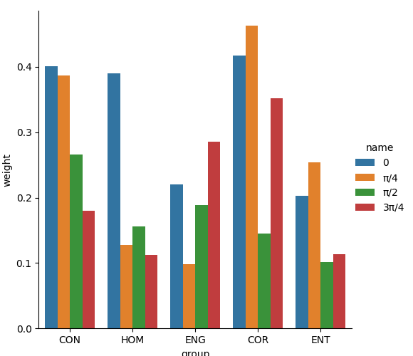 weight
0.4
0.3
0.2
0.1
0.0
CON HOM ENG COR ENT
group
name
0
π/4
π/2
3π/4